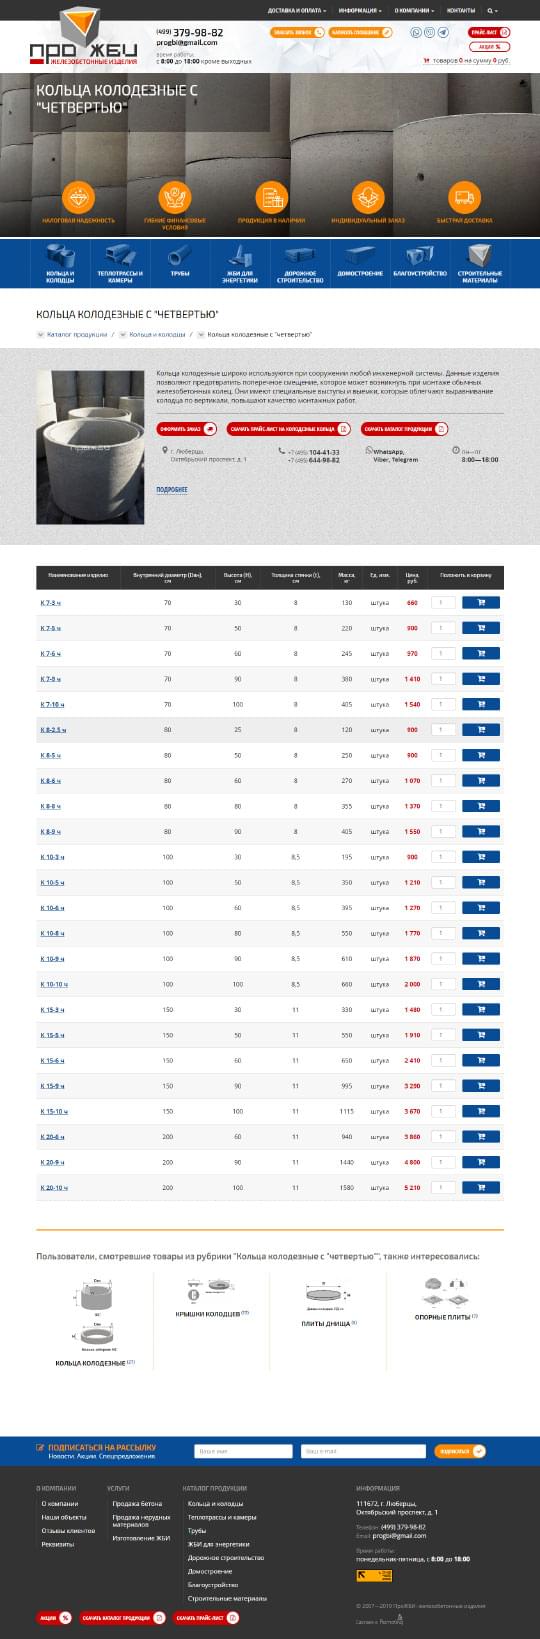 ДОСТАВКА И ОПЛАТА
ИНФОРМАЦИЯ
О КОМПАНИИ
КОНТАКТЫ
ПРО ЖБИ
ЖЕЛЕЗОБЕТОННЫЕ ИЗДЕЛИЯ
(499) 379-98-82
progbi@gmail.com
время работы:
с 8:00 до 18:00 кроме выходных
ЗАКАЗАТЬ ЗВОНОК
НАПИСАТЬ СООБЩЕНИЕ
ПРАЙС-ЛИСТ
АКЦИИ %
товаров 0 на сумму 0 руб.
КОЛЬЦА КОЛОДЕЗНЫЕ С
"ЧЕТВЕРТЬЮ"
НАЛОГОВАЯ НАДЕЖНОСТЬ
ГИБКИЕ ФИНАНСОВЫЕ
УСЛОВИЯ
ПРОДУКЦИЯ В НАЛИЧИИ
ИНДИВИДУАЛЬНЫЙ ЗАКАЗ
БЫСТРАЯ ДОСТАВКА
КОЛЬЦА И
КОЛОДЦЫ
ТЕПЛОТРАССЫ И
КАМЕРЫ
ТРУБЫ
ЖБИ ДЛЯ
ЭНЕРГЕТИКИ
ДОРОЖНОЕ
СТРОИТЕЛЬСТВО
ДОМОСТРОЕНИЕ
БЛАГОУСТРОЙСТВО
СТРОИТЕЛЬНЫЕ
МАТЕРИАЛЫ
КОЛЬЦА КОЛОДЕЗНЫЕ С "ЧЕТВЕРТЬЮ"
Каталог продукции / Кольца и колодцы / Кольца колодезные с "четвертью"
Кольца колодезные широко используются при сооружении любой инженерной системы. Данные изделия
позволяют предотвратить поперечное смещение, которое может возникнуть при монтаже обычных
железобетонных колец. Они имеют специальные выступы и выемки, которые облегчают выравнивание
колодца по вертикали, повышают качество монтажных работ.
ОФОРМИТЬ ЗАКАЗ
СКАЧАТЬ ПРАЙС-ЛИСТ НА КОЛОДЕЗНЫЕ КОЛЬЦА
СКАЧАТЬ КАТАЛОГ ПРОДУКЦИИ
г. Люберцы,
Октябрьский проспект, д. 1
+7 (495) 104-41-33
+7 (495) 644-98-82
WhatsApp,
Viber, Telegram
пн—пт
8:00—18:00
ПОДРОБНЕЕ
Наименование изделия Внутренний диаметр (Dвн), см Высота (H), см Толщина стенки (t), см Масса, кг Ед. изм. Цена, руб. Положить в корзину
К 7-3 ч 70 30 8 130 штука 660 1
К 7-5 ч 70 50 8 220 штука 900 1
К 7-6 ч 70 60 8 245 штука 970 1
К 7-9 ч 70 90 8 380 штука 1 410 1
К 7-10 ч 70 100 8 405 штука 1 540 1
К 8-2.5 ч 80 25 8 120 штука 900 1
К 8-5 ч 80 50 8 250 штука 900 1
К 8-6 ч 80 60 8 270 штука 1 070 1
К 8-8 ч 80 80 8 355 штука 1 370 1
К 8-9 ч 80 90 8 405 штука 1 550 1
К 10-3 ч 100 30 8,5 195 штука 900 1
К 10-5 ч 100 50 8,5 350 штука 1 210 1
К 10-6 ч 100 60 8,5 395 штука 1 270 1
К 10-8 ч 100 80 8,5 550 штука 1 770 1
К 10-9 ч 100 90 8,5 610 штука 1 870 1
К 10-10 ч 100 100 8,5 660 штука 2 000 1
К 15-3 ч 150 30 11 330 штука 1 480 1
К 15-5 ч 150 50 11 550 штука 1 910 1
К 15-6 ч 150 60 11 650 штука 2 410 1
К 15-9 ч 150 90 11 995 штука 3 290 1
К 15-10 ч 150 100 11 1115 штука 3 670 1
К 20-6 ч 200 60 11 940 штука 3 860 1
К 20-9 ч 200 90 11 1440 штука 4 800 1
К 20-10 ч 200 100 11 1580 штука 5 210 1
Пользователи, смотревшие товары из рубрики "Кольца колодезные с "четвертью"", также интересовались:
КОЛЬЦА КОЛОДЕЗНЫЕ (27)
КРЫШКИ КОЛОДЦЕВ
ПЛИТЫ ДНИЩА
ОПОРНЫЕ ПЛИТЫ
ПОДПИСАТЬСЯ НА РАССЫЛКУ
Новости. Акции. Спецпредложения.
Ваше имя
Ваш e-mail
ПОДПИСАТЬСЯ
О КОМПАНИИ
О компании
Наши объекты
Отзывы клиентов
Реквизиты
УСЛУГИ
Продажа бетона
Продажа нерудных
материалов
Изготовление ЖБИ
КАТАЛОГ ПРОДУКЦИИ
Кольца и колодцы
Теплотрассы и камеры
Трубы
ЖБИ для энергетики
Дорожное строительство
Домостроение
Благоустройство
Строительные материалы
ИНФОРМАЦИЯ
111672, г. Люберцы,
Октябрьский проспект, д. 1
Телефон: (499) 379-98-82
Email: progbi@gmail.com
Время работы:
понедельник-пятница, с 8:00 до 18:00
АКЦИИ %
СКАЧАТЬ КАТАЛОГ ПРОДУКЦИИ
СКАЧАТЬ ПРАЙС-ЛИСТ
© 2007 – 2019 ПроЖБИ: железобетонные изделия
Сделано в